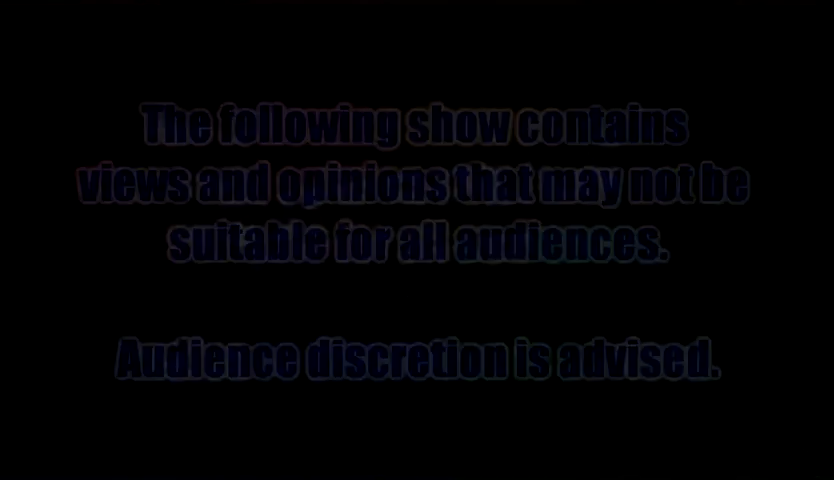 The following show contains
views and opinions that may not be
suitable for all audiences.
Audience discretion is advised.